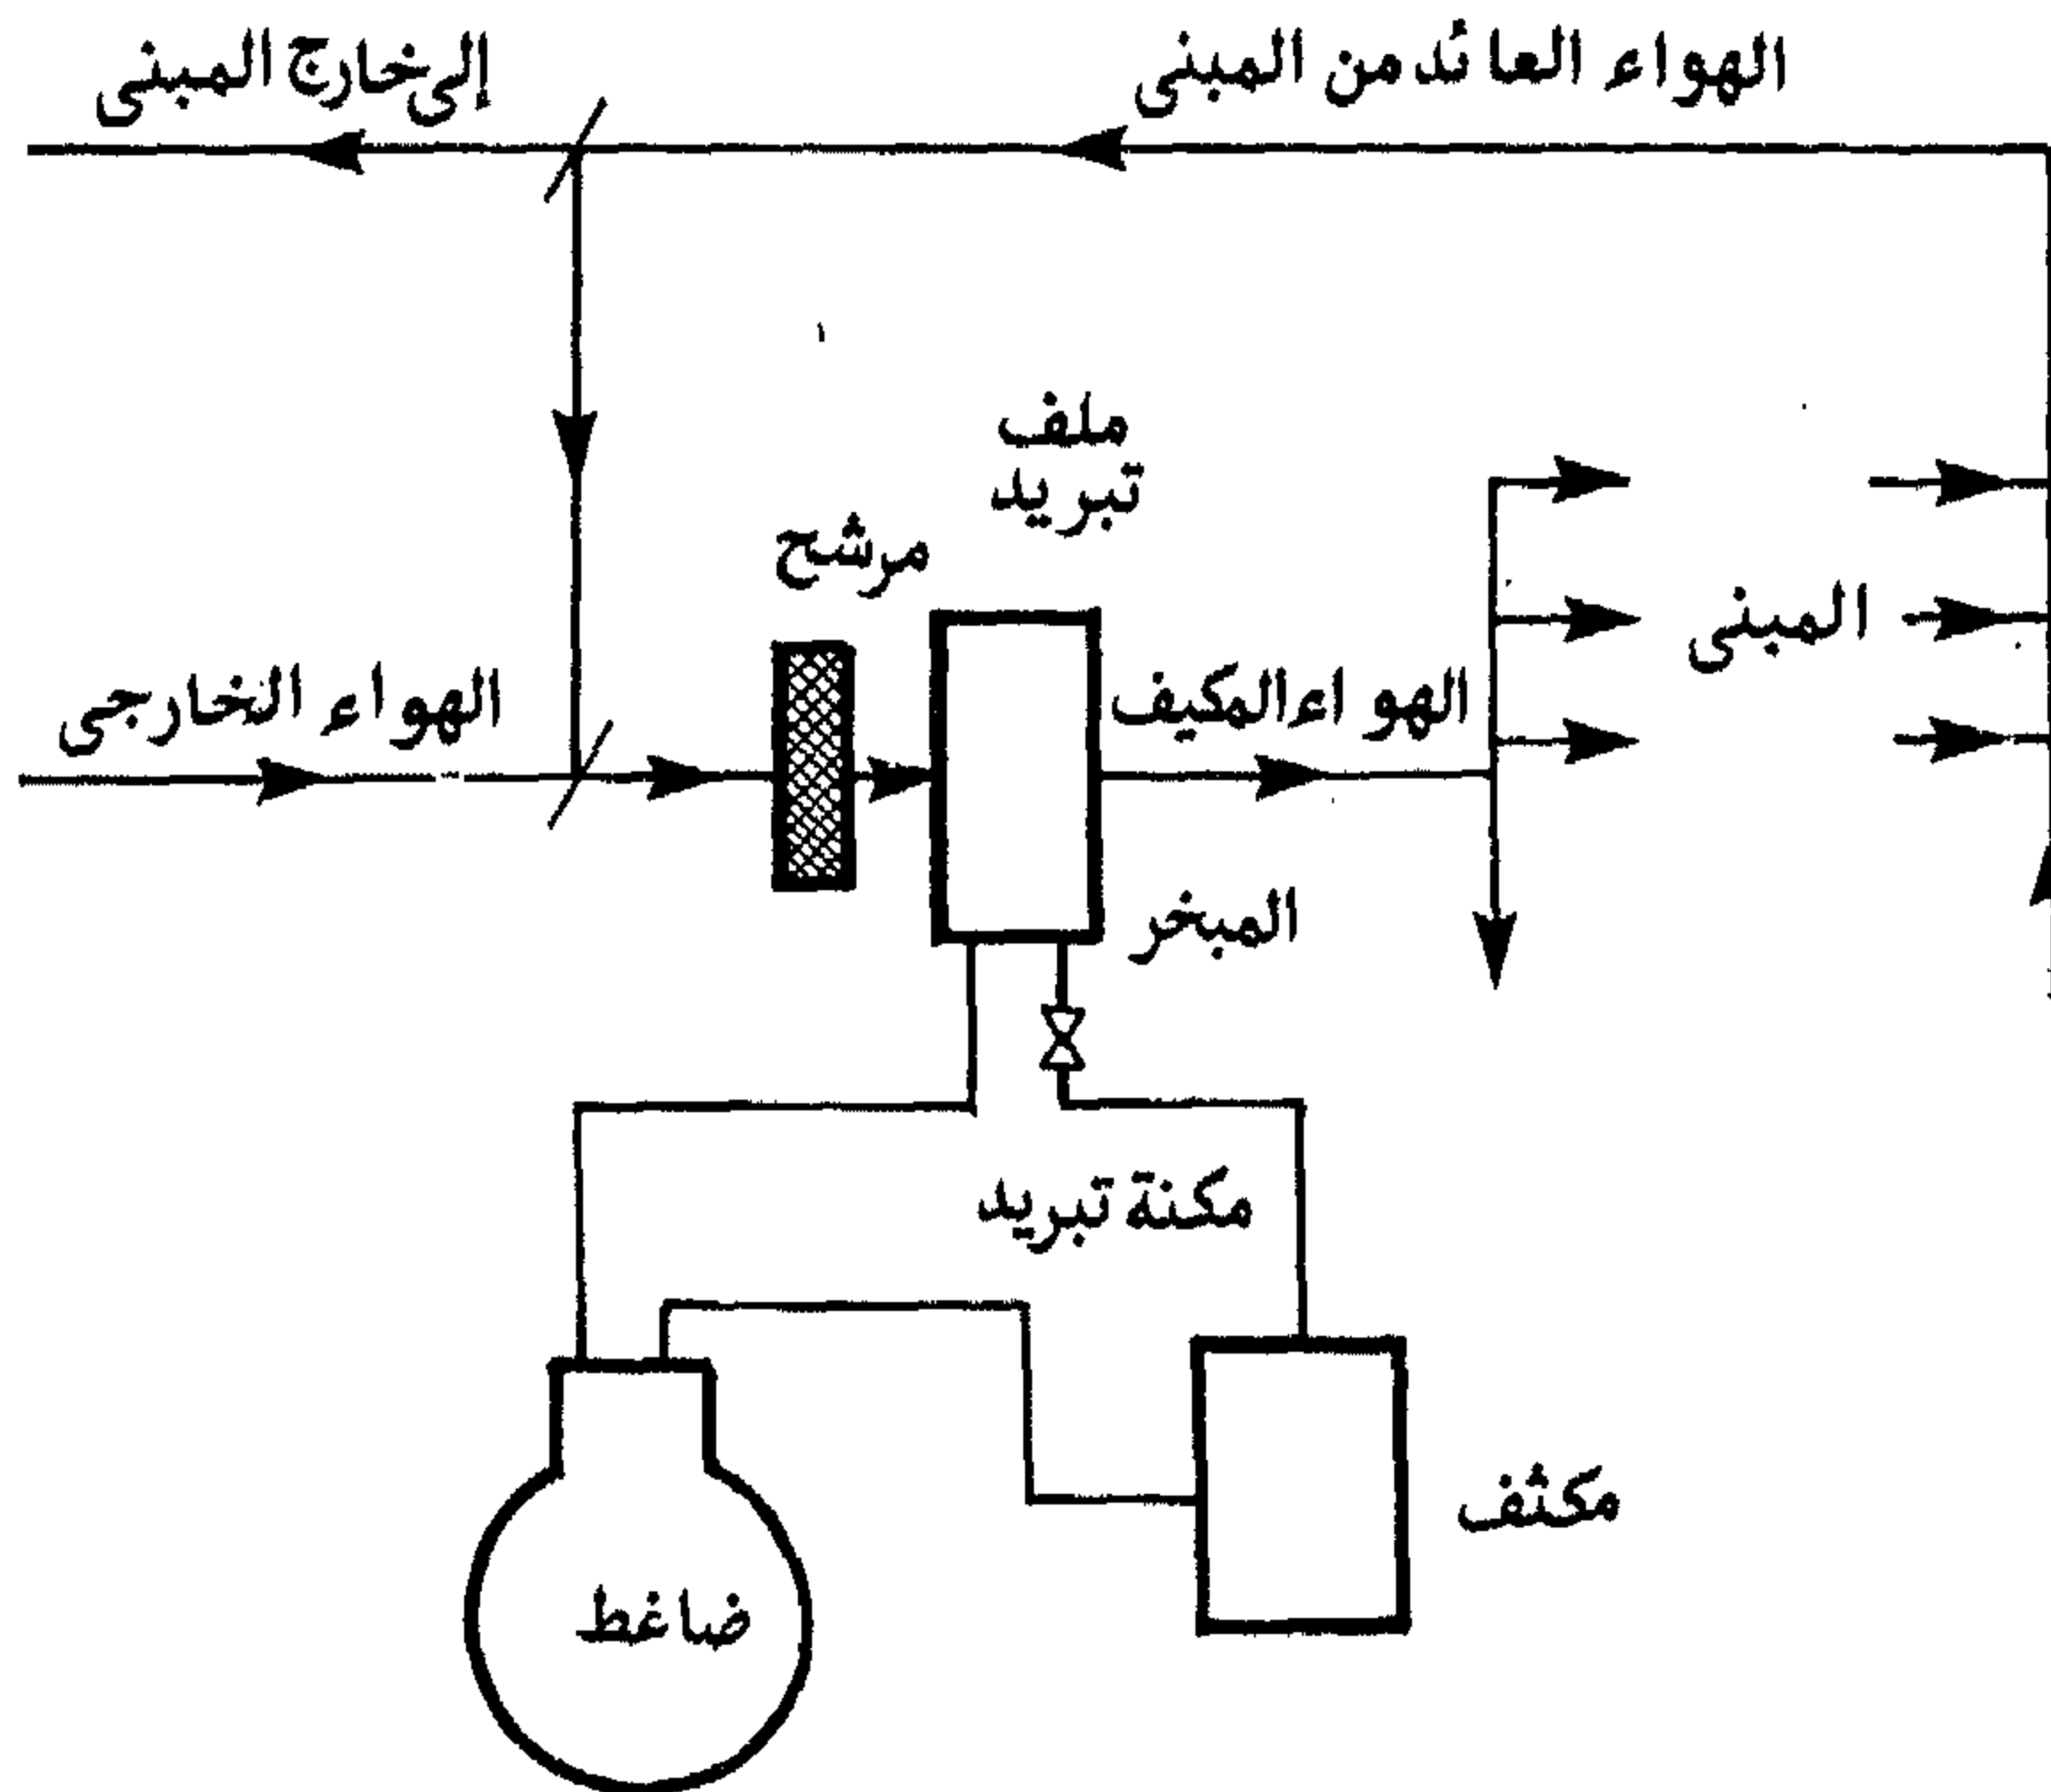 الهواء العائد من المبنى
إلى خارج المبنى
ملف
تبريد
مرشح
المبنى
الهواء المكيف
الهواء الخارجى
المبخر
مكنة تبريد
مكثف
ضاغط